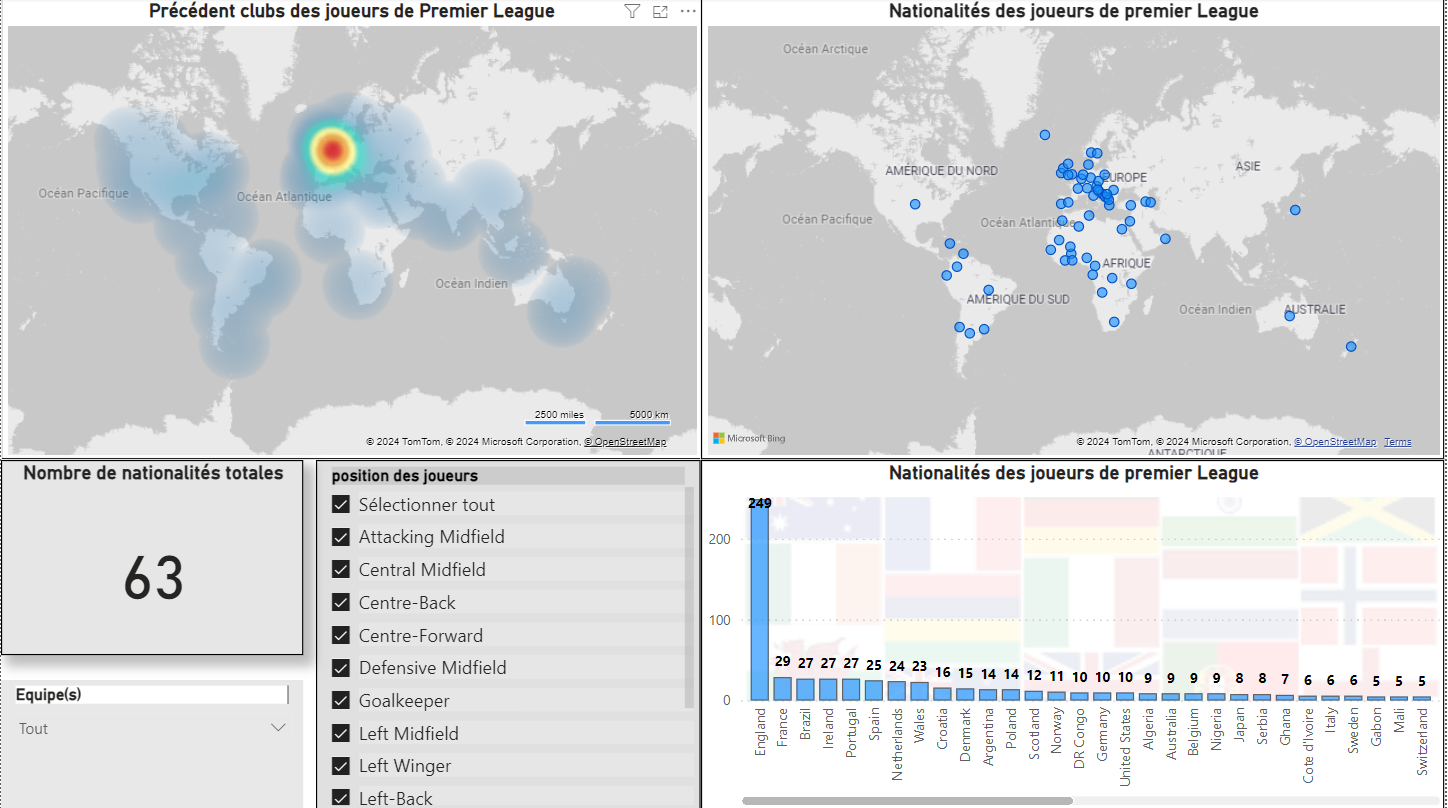 Précédent clubs des joueurs de Premier League
Océan Pacifique
Océan Atlantique
Océan Indien
2500 miles
5000 km
© 2024 TomTom, © 2024 Microsoft Corporation, © OpenStreetMap
Nationalités des joueurs de premier League
Océan Arctique
AMÉRIQUE DU NORD
EUROPE
ASIE
Océan Pacifique
Océan Atlantique
AFRIQUE
AMÉRIQUE DU SUD
Océan Indien
AUSTRALIE
Microsoft Bing
© 2024 TomTom, © 2024 Microsoft Corporation, © OpenStreetMap Terms
ANTARCTIQUE
Nombre de nationalités totales
63
Equipe(s)
Tout
position des joueurs
Sélectionner tout
Attacking Midfield
Central Midfield
Centre-Back
Centre-Forward
Defensive Midfield
Goalkeeper
Left Midfield
Left Winger
Left-Back
Nationalités des joueurs de premier League
200
100
0
249 29 27 27 27 25 24 23 16 15 14 14 12 11 10 10 10 9 9 9 9 8 8 7 6 6 6 5 5 5
England
France
Brazil
Ireland
Portugal
Spain
Netherlands
Wales
Croatia
Denmark
Argentina
Poland
Scotland
Norway
DR Congo
Germany
United States
Algeria
Australia
Belgium
Nigeria
Japan
Serbia
Ghana
Cote d'Ivoire
Italy
Sweden
Gabon
Mali
Switzerland